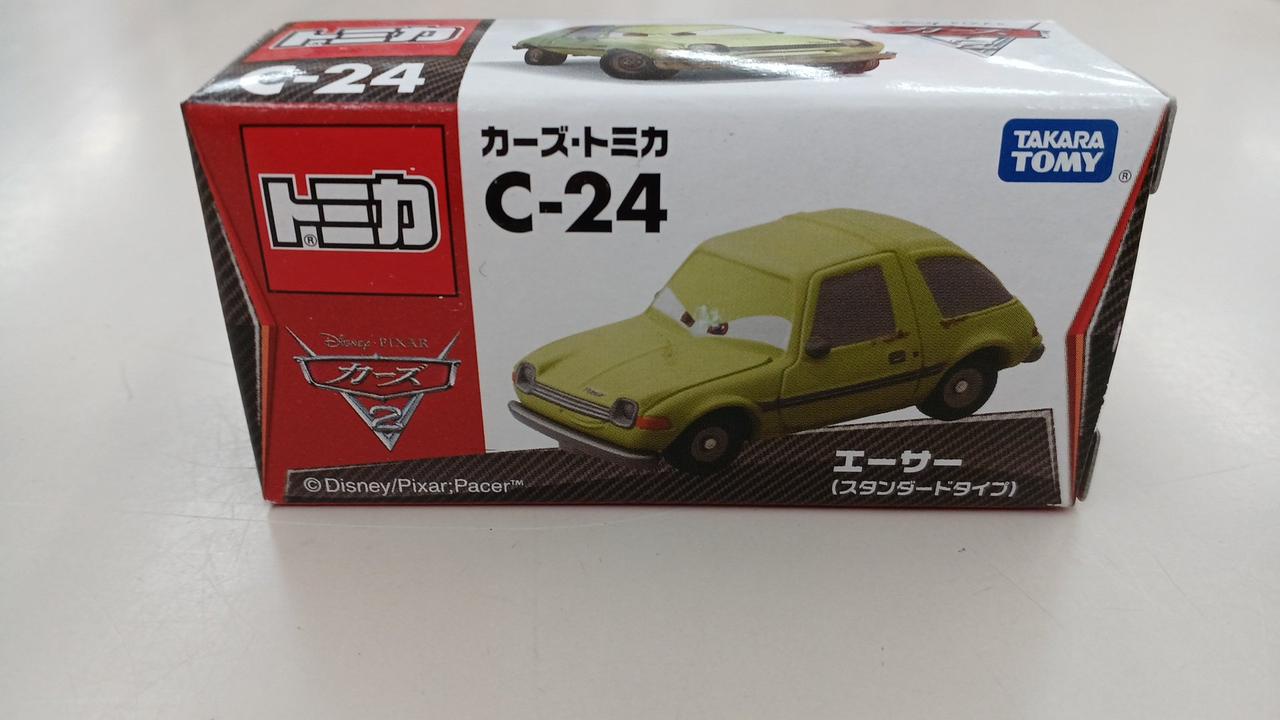 トミカ
C-24
トミカ
®
Disney・PIXAR
カーズ
2
カーズ・トミカ
C-24
TAKARA
TOMY
®
エーサー
(スタンダードタイプ)
©Disney/Pixar;Pacer™